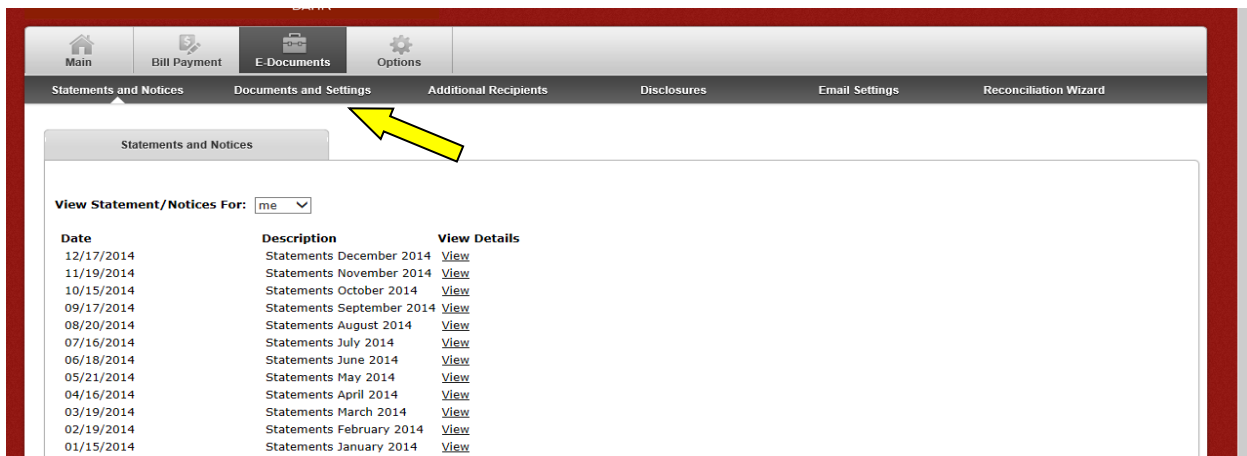 Main Bill Payment E-Documents Options
Statements and Notices Documents and Settings Additional Recipients Disclosures Email Settings Reconciliation Wizard
Statements and Notices
View Statement/Notices For: me
Date Description View Details
12/17/2014 Statements December 2014 View
11/19/2014 Statements November 2014 View
10/15/2014 Statements October 2014 View
09/17/2014 Statements September 2014 View
08/20/2014 Statements August 2014 View
07/16/2014 Statements July 2014 View
06/18/2014 Statements June 2014 View
05/21/2014 Statements May 2014 View
04/16/2014 Statements April 2014 View
03/19/2014 Statements March 2014 View
02/19/2014 Statements February 2014 View
01/15/2014 Statements January 2014 View